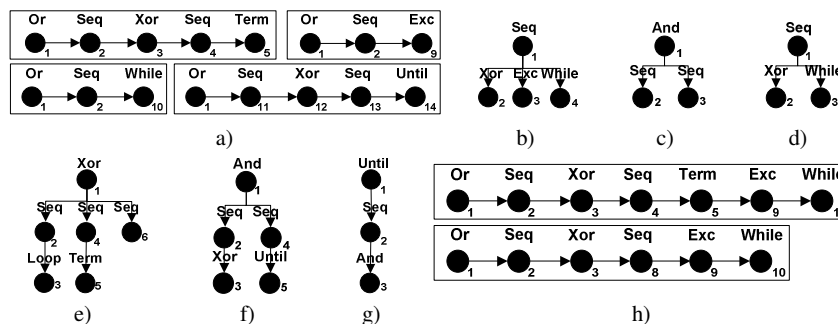 Or Seq Xor Seq Term
1 2 3 4 5
Or Seq Exc
1 2 9
Or Seq While
1 2 10
Or Seq Xor Seq Until
1 11 12 13 14
a)
Seq
1
Xor Exc While
2 3 4
b)
And
1
Seq Seq
2 3
c)
Seq
1
Xor While
2 3
d)
Xor
1
Seq Seq Seq
2 4 6
Loop Term
3 5
e)
And
1
Seq Seq
2 4
Xor Until
3 5
f)
Until
1
Seq
2
And
3
g)
Or Seq Xor Seq Term Exc While
1 2 3 4 5 9 1
Or Seq Xor Seq Exc While
1 2 3 8 9 10
h)